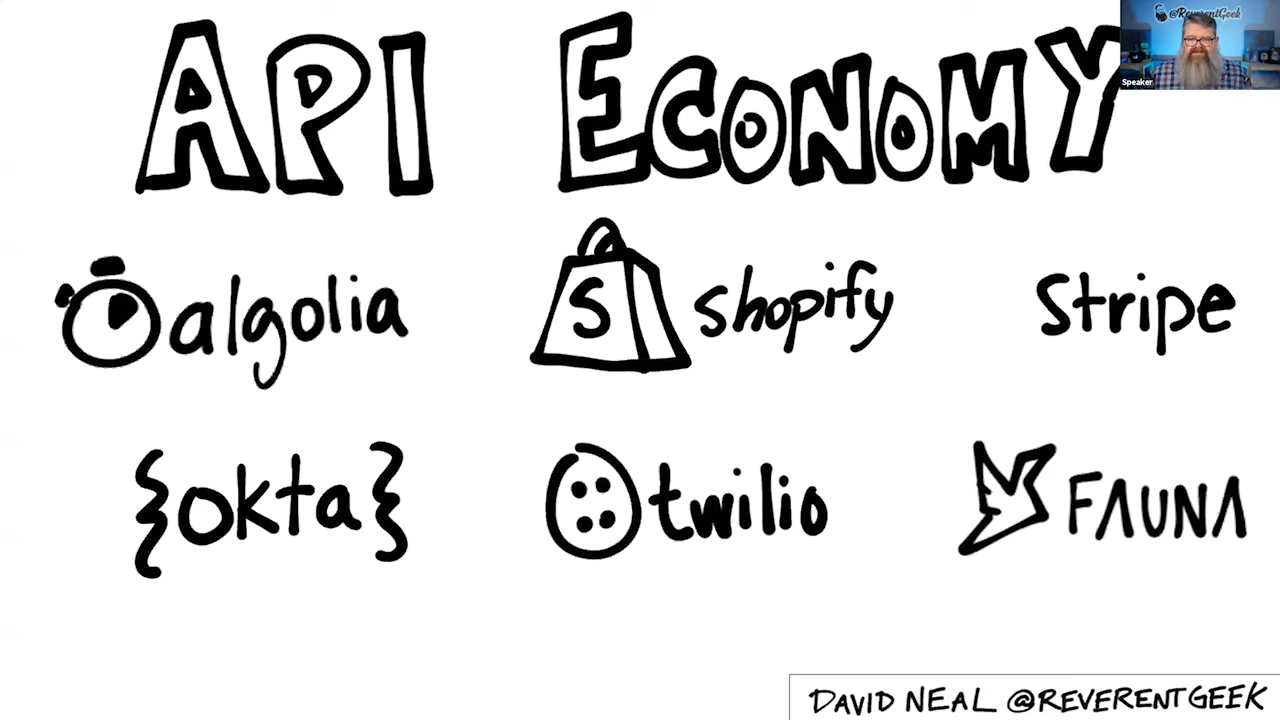 API ECONOMY
@ReverentGeek
Speaker
algolia
S shopify
stripe
{okta}
twilio
FAUNA
DAVID NEAL @REVERENTGEEK